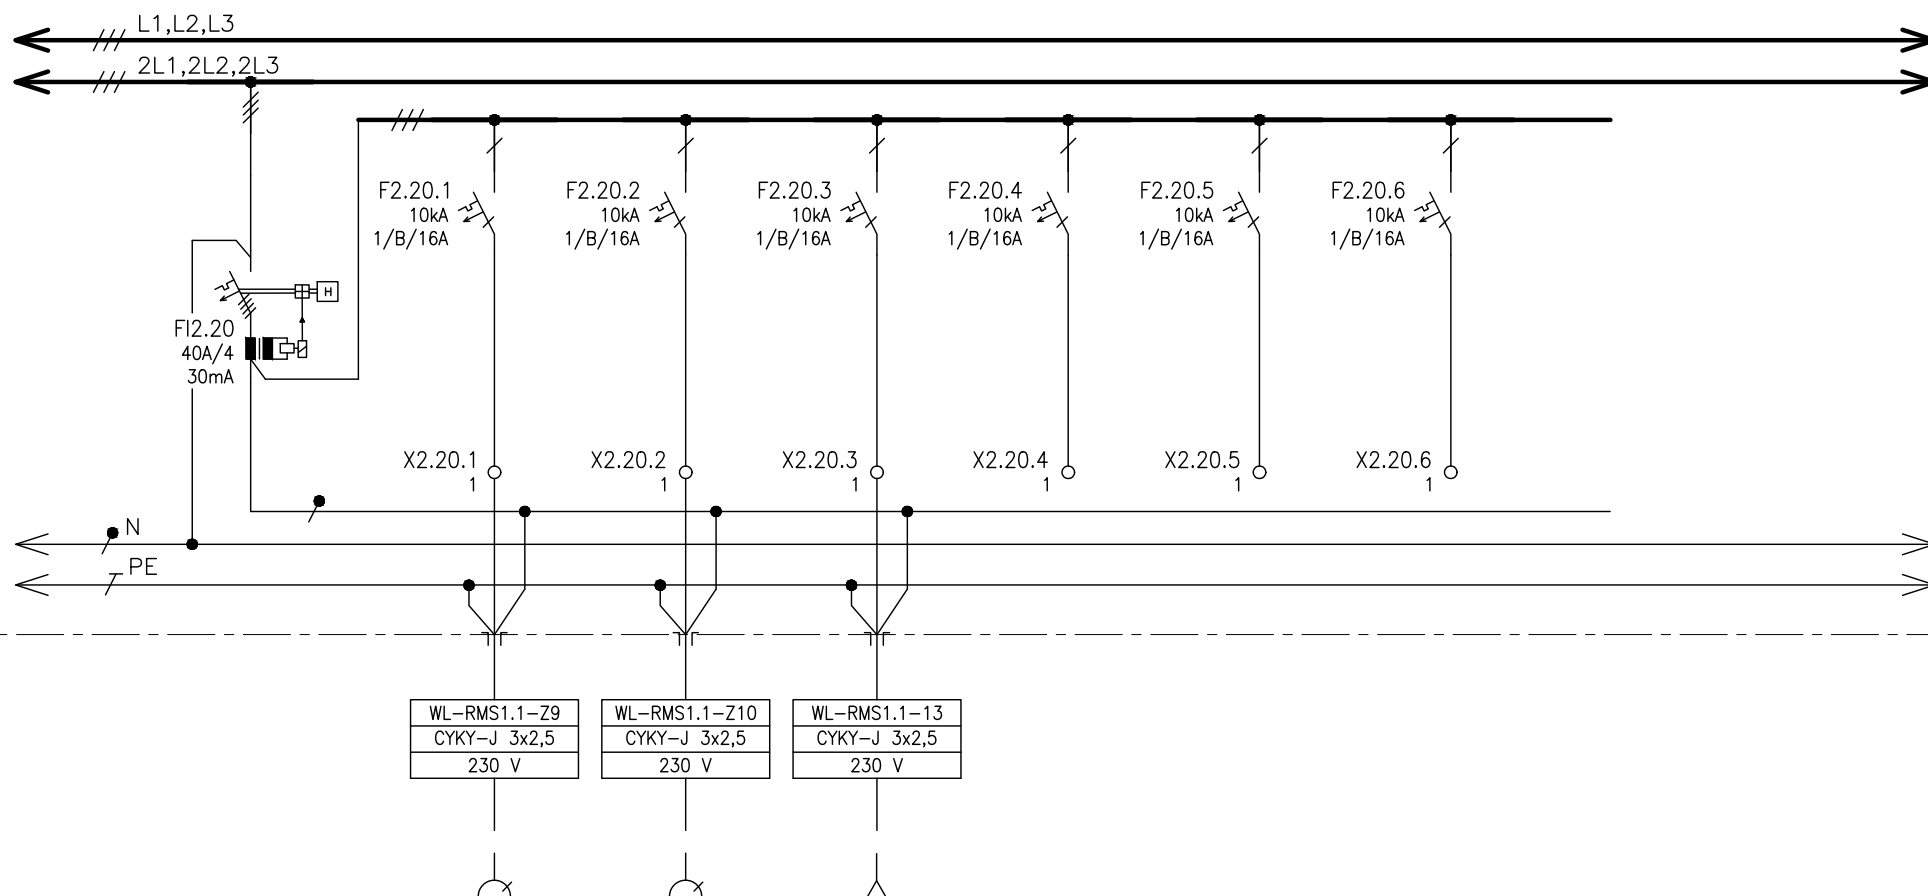 L1,L2,L3
2L1,2L2,2L3
F2.20.1
10kA
1/B/16A
F2.20.2
10kA
1/B/16A
F2.20.3
10kA
1/B/16A
F2.20.4
10kA
1/B/16A
F2.20.5
10kA
1/B/16A
F2.20.6
10kA
1/B/16A
H
FI2.20
40A/4
30mA
X2.20.1
1
X2.20.2
1
X2.20.3
1
X2.20.4
1
X2.20.5
1
X2.20.6
1
N
PE
WL-RMS1.1-Z9
CYKY-J 3x2,5
230 V
WL-RMS1.1-Z10
CYKY-J 3x2,5
230 V
WL-RMS1.1-13
CYKY-J 3x2,5
230 V